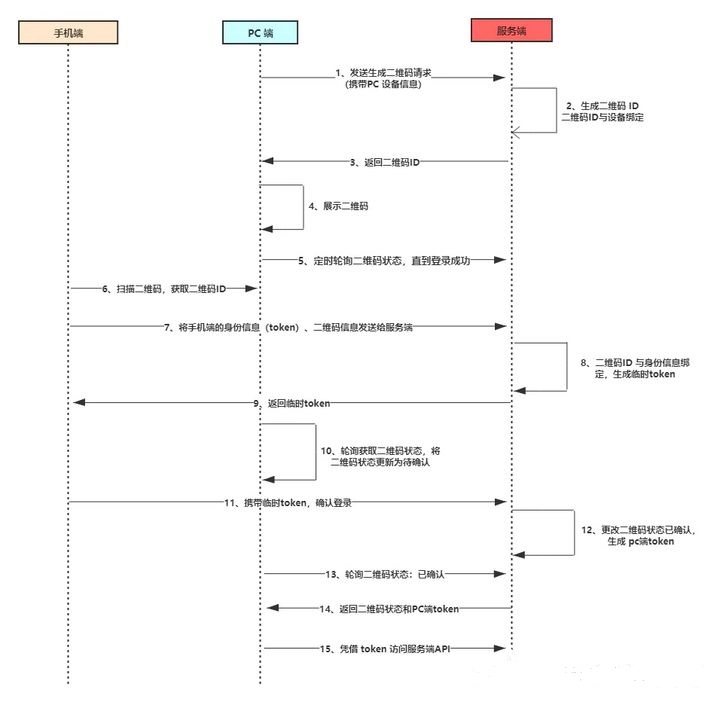 手机端
PC 端
服务端
1、发送生成二维码请求
(携带PC 设备信息)
2、生成二维码 ID
二维码ID与设备绑定
3、返回二维码ID
4、展示二维码
5、定时轮询二维码状态，直到登录成功
6、扫描二维码，获取二维码ID
7、将手机端的身份信息（token）、二维码信息发送给服务端
8、二维码ID 与身份信息绑
定，生成临时token
9、返回临时token
10、轮询获取二维码状态，将
二维码状态更新为待确认
11、携带临时token，确认登录
12、更改二维码状态已确认，
生成 pc端token
13、轮询二维码状态：已确认
14、返回二维码状态和PC端token
15、凭借 token 访问服务端API